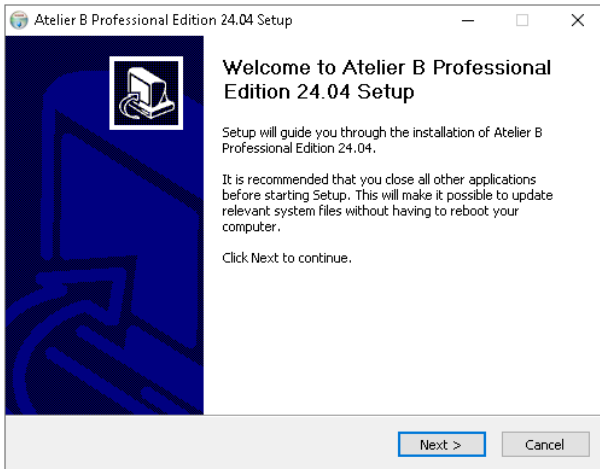 Atelier B Professional Edition 24.04 Setup
Welcome to Atelier B Professional
Edition 24.04 Setup
Setup will guide you through the installation of Atelier B
Professional Edition 24.04.
It is recommended that you close all other applications
before starting Setup. This will make it possible to update
relevant system files without having to reboot your
computer.
Click Next to continue.
Next >
Cancel